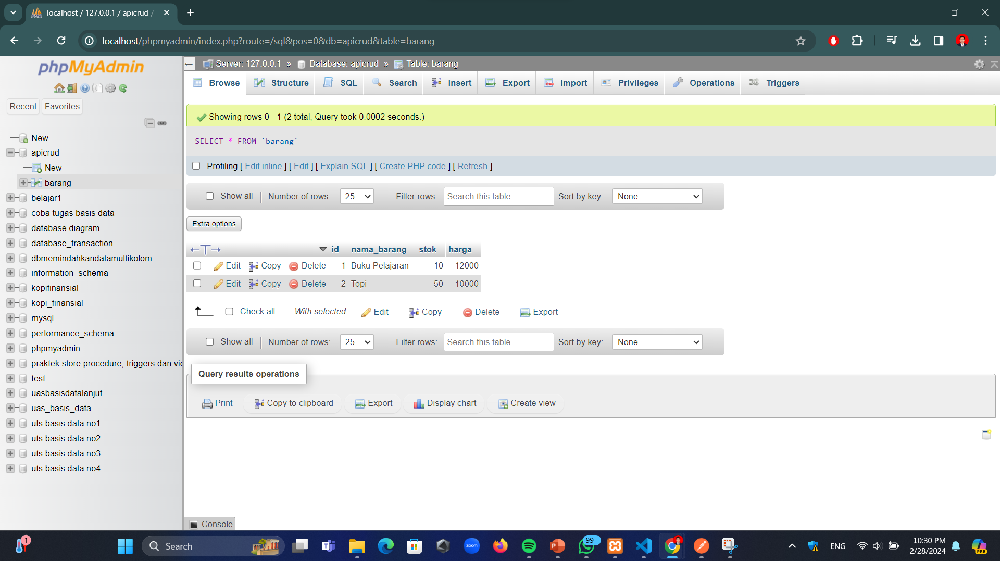 localhost / 127.0.0.1 / apicrud /
localhost/phpmyadmin/index.php?route=/sql&pos=0&db=apicrud&table=barang
phpMyAdmin
Recent
Favorites
New
apicrud
New
barang
belajar1
coba tugas basis data
database diagram
database_transaction
dbmemindahkandatamultikolom
information_schema
kopifinansial
kopi_finansial
mysql
performance_schema
phpmyadmin
praktek store procedure, triggers dan vie
test
uasbasisdatalanjut
uas_basis_data
uts basis data no1
uts basis data no2
uts basis data no3
uts basis data no4
Server: 127.0.0.1 » Database: apicrud » Table: barang
Browse Structure SQL Search Insert Export Import Privileges Operations Triggers
Showing rows 0 - 1 (2 total, Query took 0.0002 seconds.)
SELECT * FROM `barang`
Profiling [ Edit inline ] [ Edit ] [ Explain SQL ] [ Create PHP code ] [ Refresh ]
Show all Number of rows: 25 Filter rows: Search this table Sort by key: None
Extra options
id nama_barang stok harga
Edit Copy Delete 1 Buku Pelajaran 10 12000
Edit Copy Delete 2 Topi 50 10000
Check all With selected: Edit Copy Delete Export
Show all Number of rows: 25 Filter rows: Search this table Sort by key: None
Query results operations
Print Copy to clipboard Export Display chart Create view
Console
1
Search
zoom
99+
ENG
10:30 PM
2/28/2024
PRE